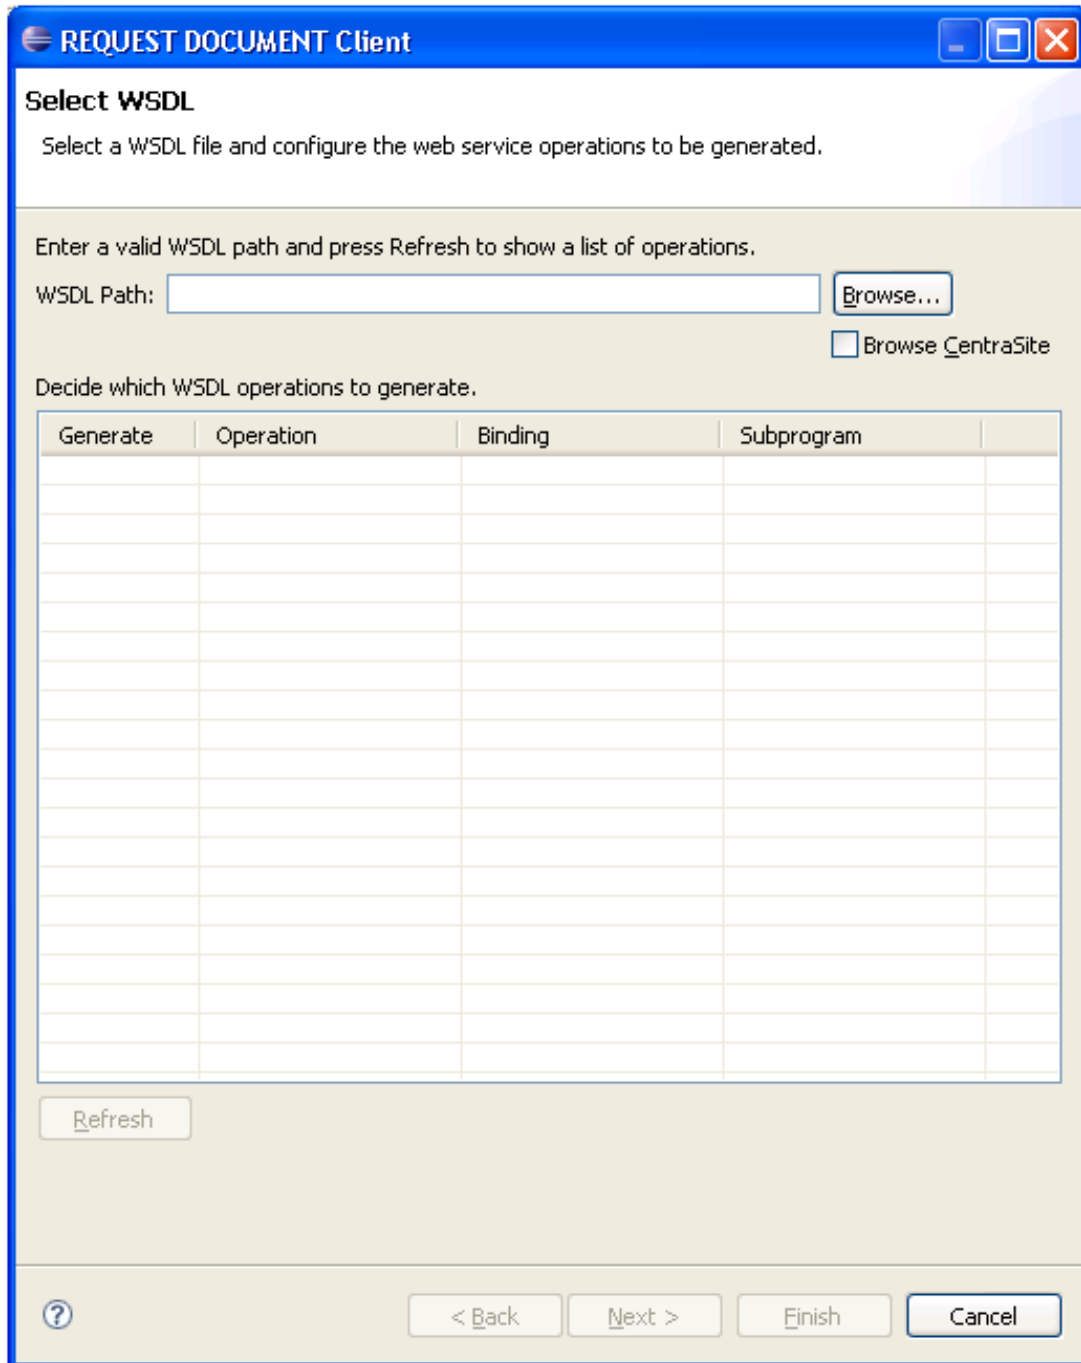 REQUEST DOCUMENT Client
Select WSDL
Select a WSDL file and configure the web service operations to be generated.
Enter a valid WSDL path and press Refresh to show a list of operations.
WSDL Path: Browse...
Browse CentraSite
Decide which WSDL operations to generate.
Generate Operation Binding Subprogram
Refresh
? < Back Next > Finish Cancel